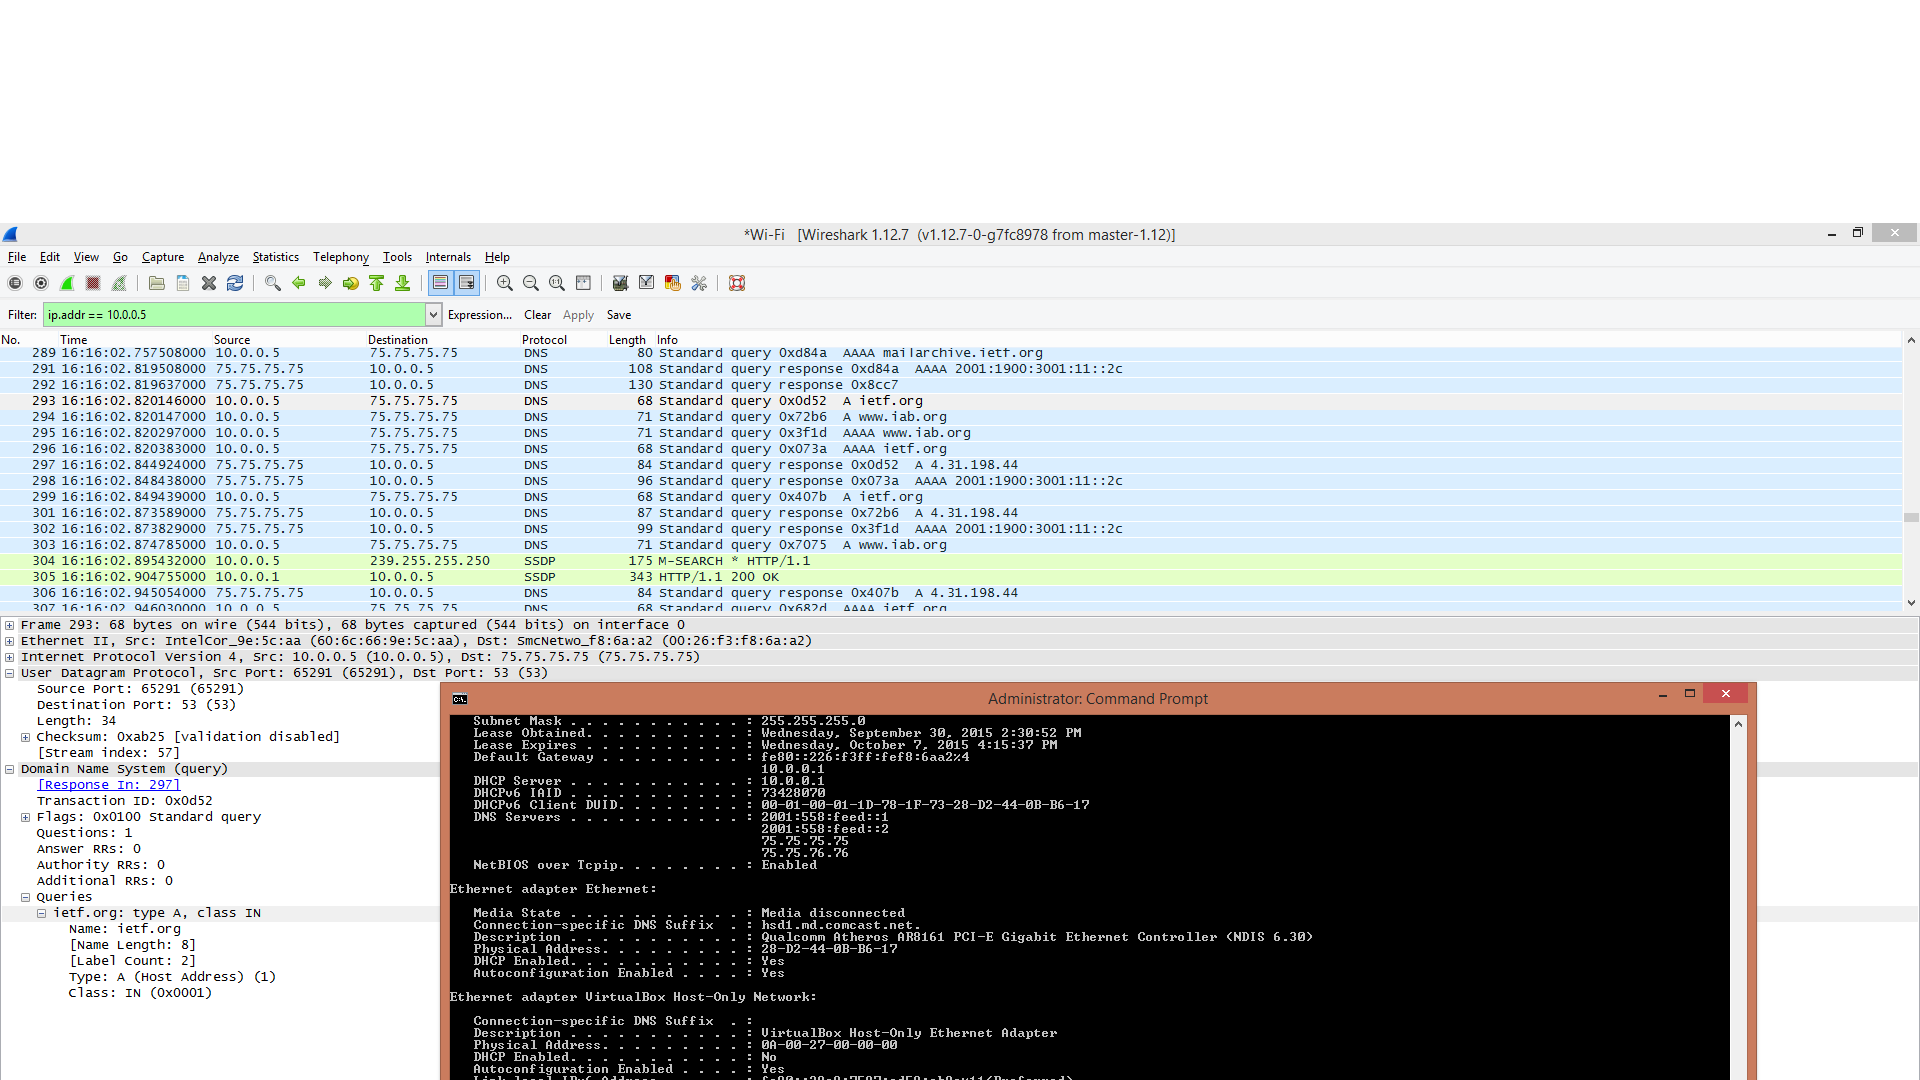 *Wi-Fi [Wireshark 1.12.7 (v1.12.7-0-g7fc8978 from master-1.12)]
File Edit View Go Capture Analyze Statistics Telephony Tools Internals Help
Filter: ip.addr == 10.0.0.5 Expression... Clear Apply Save
No. Time Source Destination Protocol Length Info
289 16:16:02.757508000 10.0.0.5 75.75.75.75 DNS 80 Standard query 0xd84a AAAA mailarchive.ietf.org
291 16:16:02.819508000 75.75.75.75 10.0.0.5 DNS 108 Standard query response 0xd84a AAAA 2001:1900:3001:11::2c
292 16:16:02.819637000 75.75.75.75 10.0.0.5 DNS 130 Standard query response 0x8cc7
293 16:16:02.820146000 10.0.0.5 75.75.75.75 DNS 68 Standard query 0x0d52 A ietf.org
294 16:16:02.820147000 10.0.0.5 75.75.75.75 DNS 71 Standard query 0x72b6 A www.iab.org
295 16:16:02.820297000 10.0.0.5 75.75.75.75 DNS 71 Standard query 0x3f1d AAAA www.iab.org
296 16:16:02.820383000 10.0.0.5 75.75.75.75 DNS 68 Standard query 0x073a AAAA ietf.org
297 16:16:02.844924000 75.75.75.75 10.0.0.5 DNS 84 Standard query response 0x0d52 A 4.31.198.44
298 16:16:02.848438000 75.75.75.75 10.0.0.5 DNS 96 Standard query response 0x073a AAAA 2001:1900:3001:11::2c
299 16:16:02.849439000 10.0.0.5 75.75.75.75 DNS 68 Standard query 0x407b A ietf.org
301 16:16:02.873589000 75.75.75.75 10.0.0.5 DNS 87 Standard query response 0x72b6 A 4.31.198.44
302 16:16:02.873829000 75.75.75.75 10.0.0.5 DNS 99 Standard query response 0x3f1d AAAA 2001:1900:3001:11::2c
303 16:16:02.874785000 10.0.0.5 75.75.75.75 DNS 71 Standard query 0x7075 A www.iab.org
304 16:16:02.895432000 10.0.0.5 239.255.255.250 SSDP 175 M-SEARCH * HTTP/1.1
305 16:16:02.904755000 10.0.0.1 10.0.0.5 SSDP 343 HTTP/1.1 200 OK
306 16:16:02.945054000 75.75.75.75 10.0.0.5 DNS 84 Standard query response 0x407b A 4.31.198.44
307 16:16:02.946030000 10.0.0.5 75.75.75.75 DNS 68 Standard query 0x682d AAAA ietf.org
Frame 293: 68 bytes on wire (544 bits), 68 bytes captured (544 bits) on interface 0
Ethernet II, Src: IntelCor_9e:5c:aa (60:6c:66:9e:5c:aa), Dst: SmcNetwo_f8:6a:a2 (00:26:f3:f8:6a:a2)
Internet Protocol Version 4, Src: 10.0.0.5 (10.0.0.5), Dst: 75.75.75.75 (75.75.75.75)
User Datagram Protocol, Src Port: 65291 (65291), Dst Port: 53 (53)
Source Port: 65291 (65291)
Destination Port: 53 (53)
Length: 34
Checksum: 0xab25 [validation disabled]
[Stream index: 57]
Domain Name System (query)
[Response In: 297]
Transaction ID: 0x0d52
Flags: 0x0100 Standard query
Questions: 1
Answer RRs: 0
Authority RRs: 0
Additional RRs: 0
Queries
ietf.org: type A, class IN
Name: ietf.org
[Name Length: 8]
[Label Count: 2]
Type: A (Host Address) (1)
Class: IN (0x0001)
Administrator: Command Prompt
Subnet Mask . . . . . . . . . . . : 255.255.255.0
Lease Obtained. . . . . . . . . . : Wednesday, September 30, 2015 2:30:52 PM
Lease Expires . . . . . . . . . . : Wednesday, October 7, 2015 4:15:37 PM
Default Gateway . . . . . . . . . : fe80::226:f3ff:fef8:6aa2%4
10.0.0.1
DHCP Server . . . . . . . . . . . : 10.0.0.1
DHCPv6 IAID . . . . . . . . . . . : 73428070
DHCPv6 Client DUID. . . . . . . . : 00-01-00-01-1D-78-1F-73-28-D2-44-0B-B6-17
DNS Servers . . . . . . . . . . . : 2001:558:feed::1
2001:558:feed::2
75.75.75.75
75.75.76.76
NetBIOS over Tcpip. . . . . . . . : Enabled
Ethernet adapter Ethernet:
Media State . . . . . . . . . . . : Media disconnected
Connection-specific DNS Suffix . : hsd1.md.comcast.net.
Description . . . . . . . . . . . : Qualcomm Atheros AR8161 PCI-E Gigabit Ethernet Controller (NDIS 6.30)
Physical Address. . . . . . . . . : 28-D2-44-0B-B6-17
DHCP Enabled. . . . . . . . . . . : Yes
Autoconfiguration Enabled . . . . : Yes
Ethernet adapter VirtualBox Host-Only Network:
Connection-specific DNS Suffix . :
Description . . . . . . . . . . . : VirtualBox Host-Only Ethernet Adapter
Physical Address. . . . . . . . . : 0A-00-27-00-00-00
DHCP Enabled. . . . . . . . . . . : No
Autoconfiguration Enabled . . . . : Yes